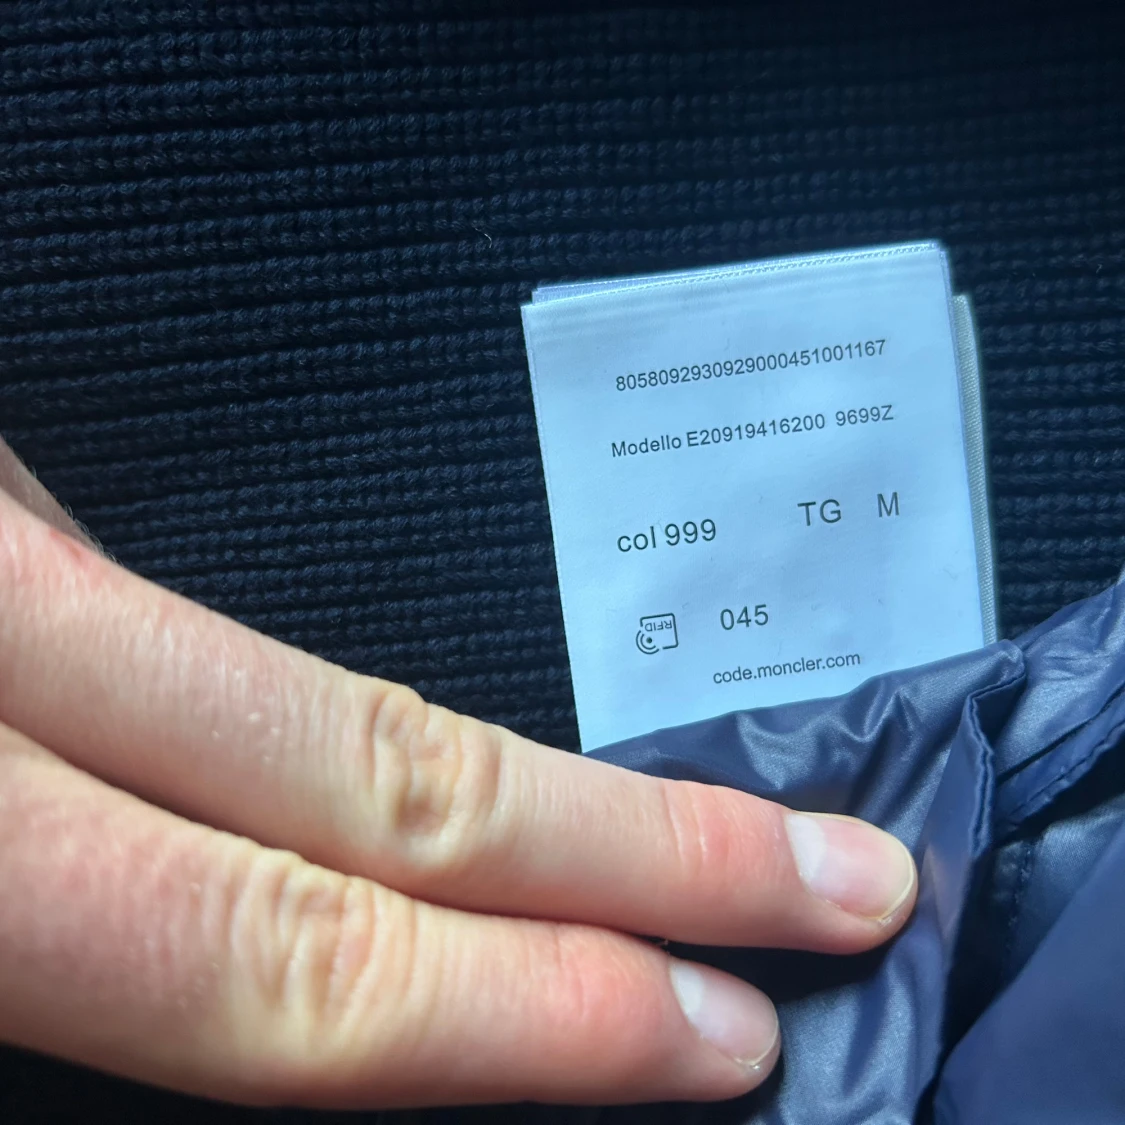 8058092930929000451001167
Modello E20919416200 9699Z
col 999 TG M
RFID 045
code.moncler.com